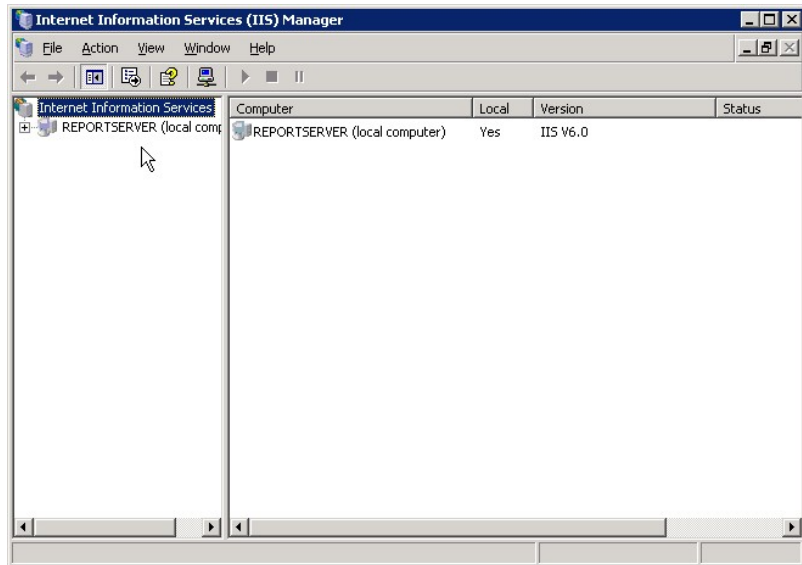 Internet Information Services (IIS) Manager
File Action View Window Help
Internet Information Services
REPORTSERVER (local comp
Computer Local Version Status
REPORTSERVER (local computer) Yes IIS V6.0